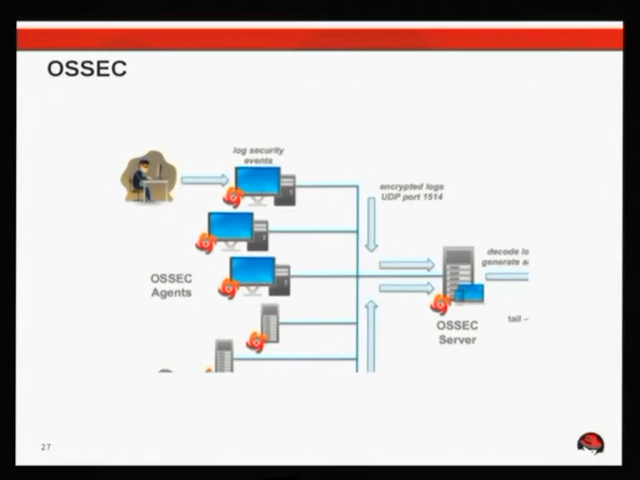 OSSEC
log security
events
encrypted logs
UDP port 1514
decode lo
generate a
OSSEC
Agents
tail –
OSSEC
Server
27